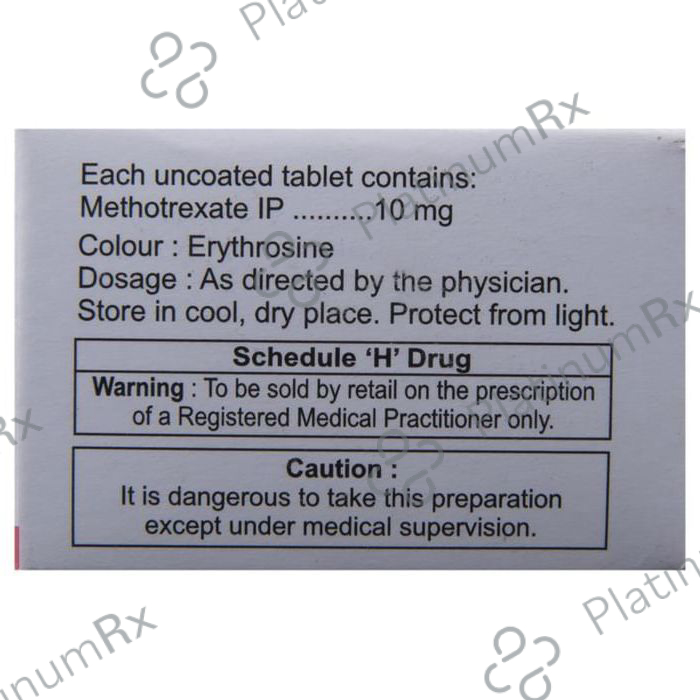 Each uncoated tablet contains:
Methotrexate IP ..........10 mg
Colour : Erythrosine
Dosage : As directed by the physician.
Store in cool, dry place. Protect from light.
Schedule ‘H’ Drug
Warning : To be sold by retail on the prescription
of a Registered Medical Practitioner only.
Caution :
It is dangerous to take this preparation
except under medical supervision.
PlatinumRx
PlatinumRx
PlatinumRx